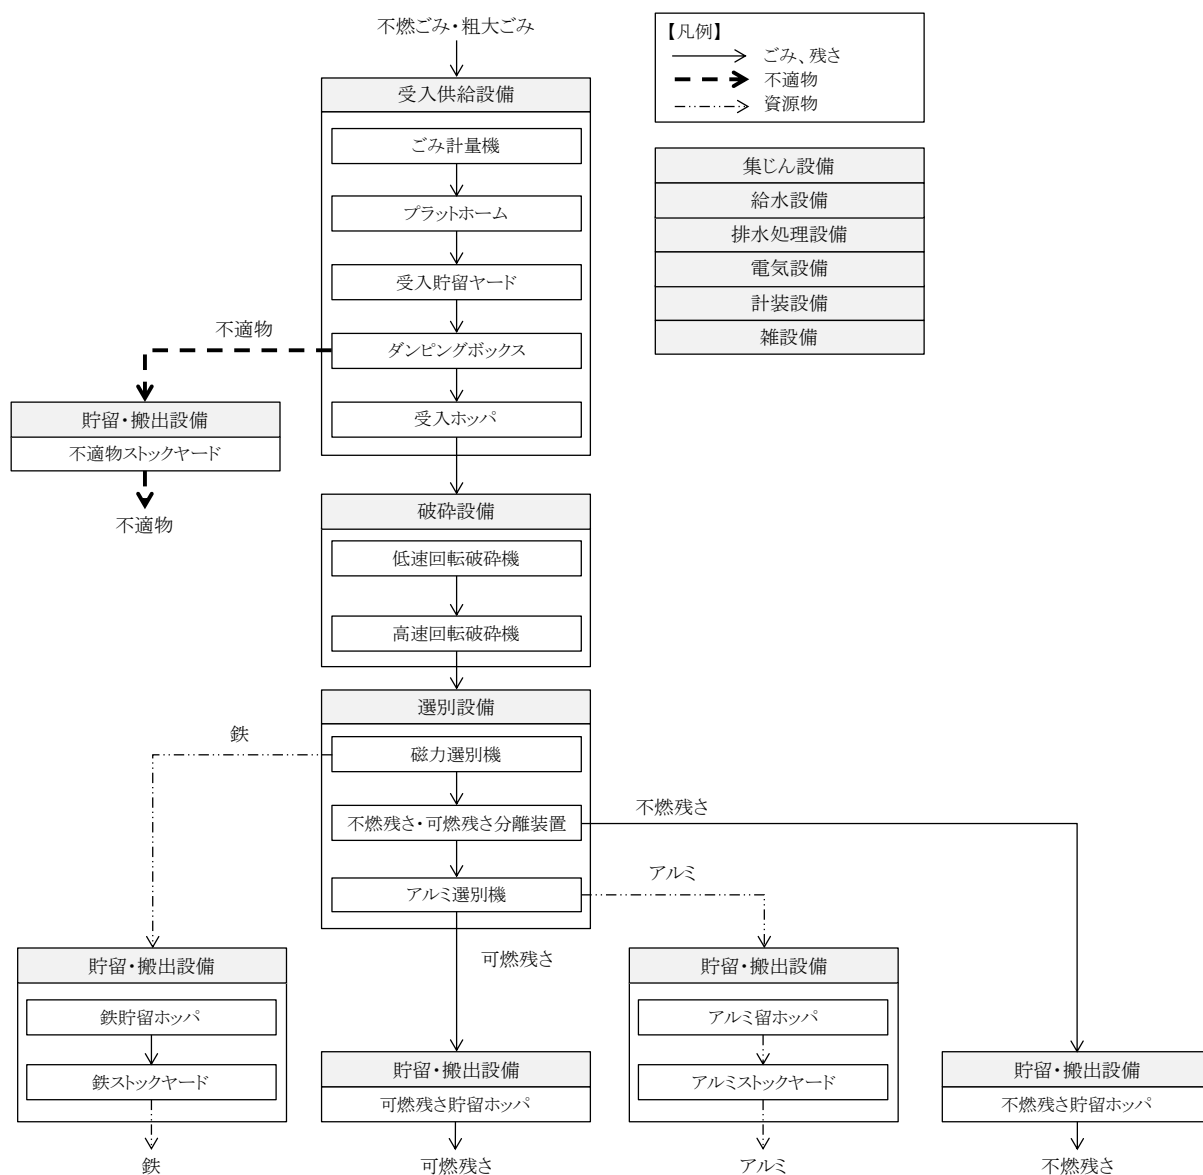 不燃ごみ・粗大ごみ
【凡例】
ごみ、残さ
不適物
資源物
受入供給設備
ごみ計量機
プラットホーム
受入貯留ヤード
ダンピングボックス
受入ホッパ
集じん設備
給水設備
排水処理設備
電気設備
計装設備
雑設備
不適物
貯留・搬出設備
不適物ストックヤード
不適物
破砕設備
低速回転破砕機
高速回転破砕機
選別設備
磁力選別機
不燃残さ・可燃残さ分離装置
アルミ選別機
鉄
不燃残さ
アルミ
可燃残さ
貯留・搬出設備
鉄貯留ホッパ
鉄ストックヤード
鉄
貯留・搬出設備
可燃残さ貯留ホッパ
可燃残さ
貯留・搬出設備
アルミ留ホッパ
アルミストックヤード
アルミ
貯留・搬出設備
不燃残さ貯留ホッパ
不燃残さ